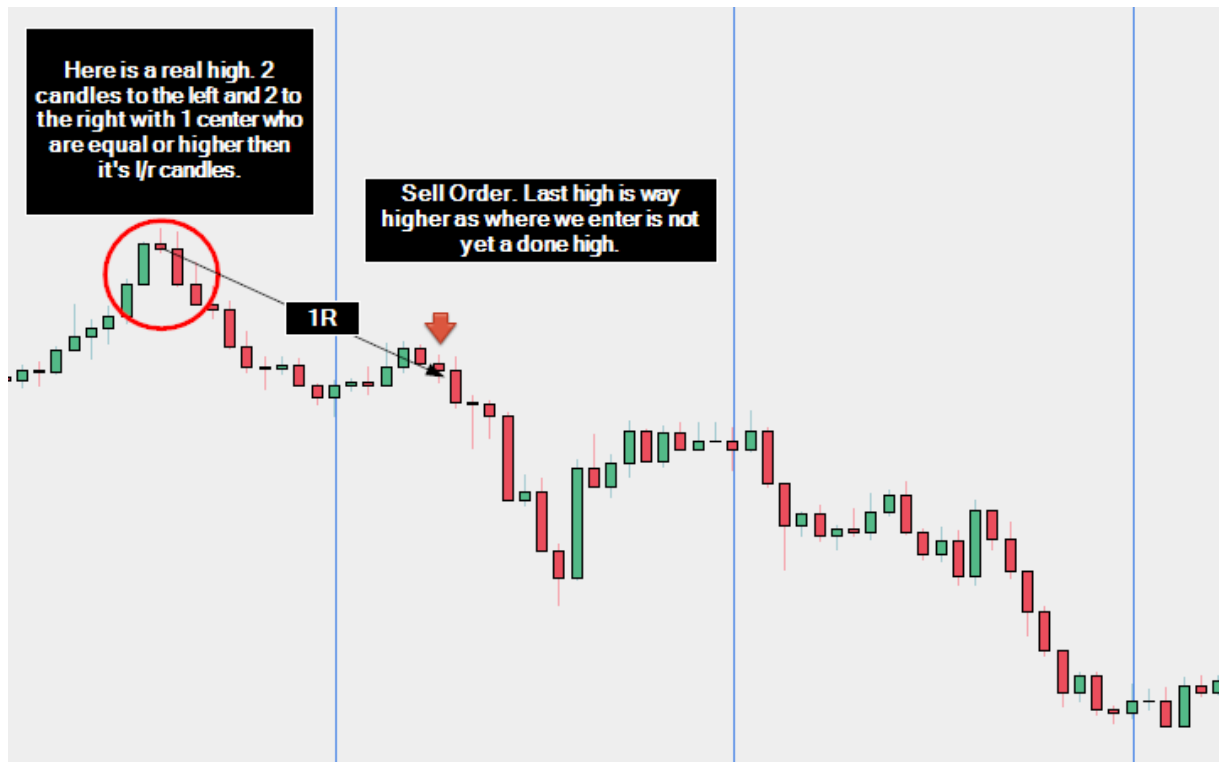 Here is a real high. 2
candles to the left and 2 to
the right with 1 center who
are equal or higher then
it's l/r candles.
Sell Order. Last high is way
higher as where we enter is not
yet a done high.
1R